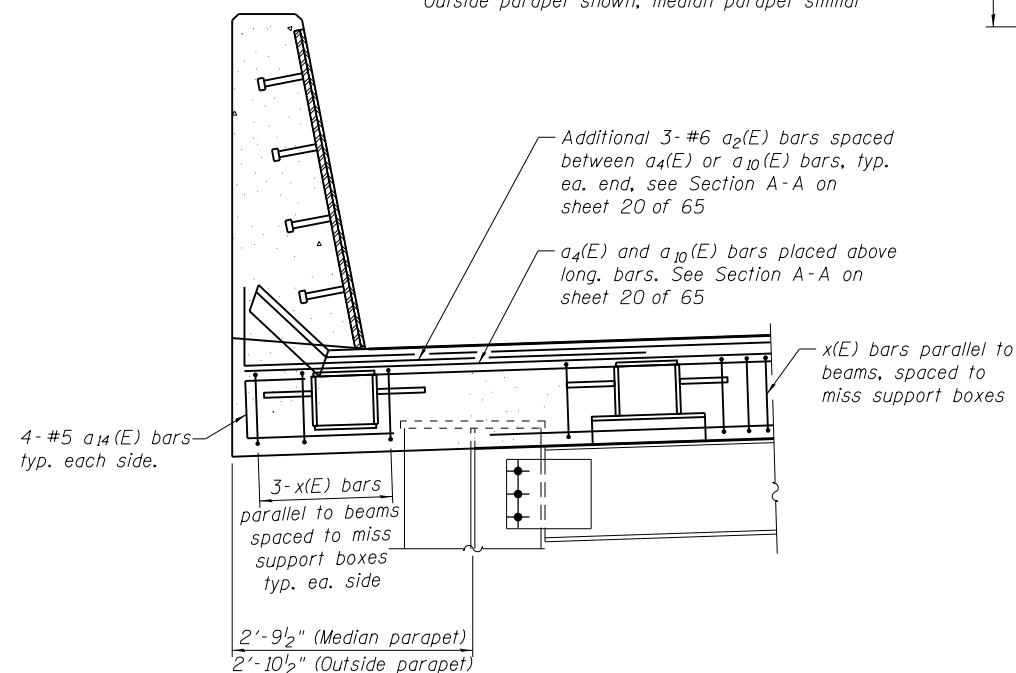 Outside parapet shown, median parapet similar
Additional 3-#6 a2(E) bars spaced
between a4(E) or a10(E) bars, typ.
ea. end, see Section A-A on
sheet 20 of 65
a4(E) and a10(E) bars placed above
long. bars. See Section A-A on
sheet 20 of 65
x(E) bars parallel to
beams, spaced to
miss support boxes
4-#5 a14(E) bars
typ. each side.
3-x(E) bars
parallel to beams
spaced to miss
support boxes
typ. ea. side
2'-9½" (Median parapet)
2'-10½" (Outside parapet)